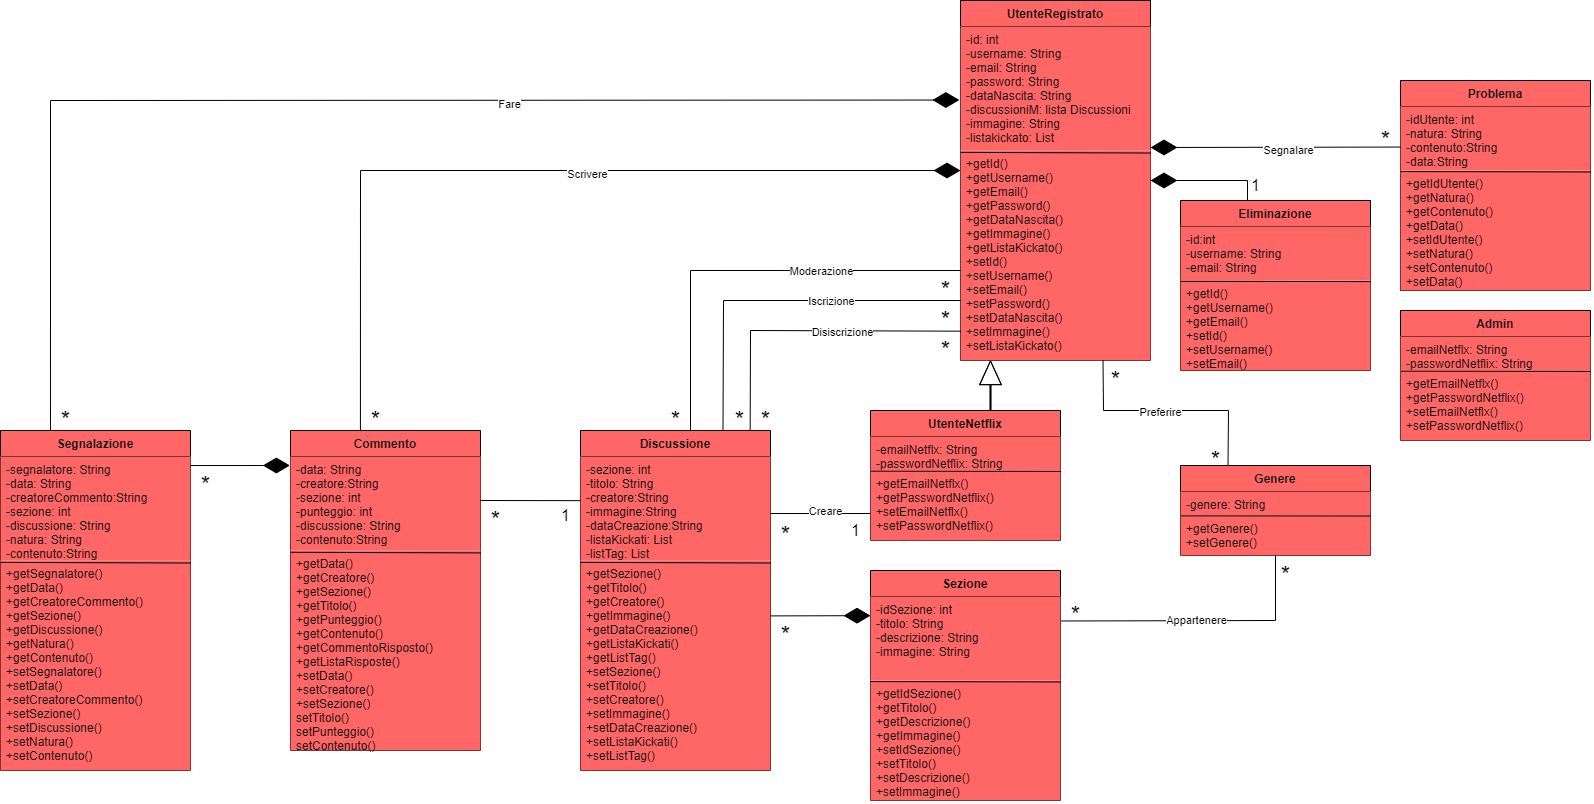 UtenteRegistrato
-id: int
-username: String
-email: String
-password: String
-dataNascita: String
-discussioniM: lista Discussioni
-immagine: String
-listakickato: List
+getId()
+getUsername()
+getEmail()
+getPassword()
+getDataNascita()
+getImmagine()
+getListaKickato()
+setId()
+setUsername()
+setEmail()
+setPassword()
+setDataNascita()
+setImmagine()
+setListaKickato()
Fare
Scrivere
Moderazione
*
Iscrizione
*
Disiscrizione
*
Segnalare
*
1
Problema
-idUtente: int
-natura: String
-contenuto:String
-data:String
+getIdUtente()
+getNatura()
+getContenuto()
+getData()
+setIdUtente()
+setNatura()
+setContenuto()
+setData()
Eliminazione
-id:int
-username: String
-email: String
+getId()
+getUsername()
+getEmail()
+setId()
+setUsername()
+setEmail()
Admin
-emailNetflx: String
-passwordNetflix: String
+getEmailNetflx()
+getPasswordNetflix()
+setEmailNetflx()
+setPasswordNetflix()
*
*
*
*
*
*
Preferire
*
Segnalazione
-segnalatore: String
-data: String
-creatoreCommento:String
-sezione: int
-discussione: String
-natura: String
-contenuto:String
+getSegnalatore()
+getData()
+getCreatoreCommento()
+getSezione()
+getDiscussione()
+getNatura()
+getContenuto()
+setSegnalatore()
+setData()
+setCreatoreCommento()
+setSezione()
+setDiscussione()
+setNatura()
+setContenuto()
*
Commento
-data: String
-creatore:String
-sezione: int
-punteggio: int
-discussione: String
-contenuto:String
+getData()
+getCreatore()
+getSezione()
+getTitolo()
+getPunteggio()
+getContenuto()
+getCommentoRisposto()
+getListaRisposte()
+setData()
+setCreatore()
+setSezione()
setTitolo()
setPunteggio()
setContenuto()
*
1
Discussione
-sezione: int
-titolo: String
-creatore:String
-immagine:String
-dataCreazione:String
-listaKickati: List
-listTag: List
+getSezione()
+getTitolo()
+getCreatore()
+getImmagine()
+getDataCreazione()
+getListaKickati()
+getListTag()
+setSezione()
+setTitolo()
+setCreatore()
+setImmagine()
+setDataCreazione()
+setListaKickati()
+setListTag()
Creare
*
1
*
UtenteNetflix
-emailNetflx: String
-passwordNetflix: String
+getEmailNetflx()
+getPasswordNetflix()
+setEmailNetflx()
+setPasswordNetflix()
Genere
-genere: String
+getGenere()
+setGenere()
*
*
Appartenere
Sezione
-idSezione: int
-titolo: String
-descrizione: String
-immagine: String
+getIdSezione()
+getTitolo()
+getDescrizione()
+getImmagine()
+setIdSezione()
+setTitolo()
+setDescrizione()
+setImmagine()